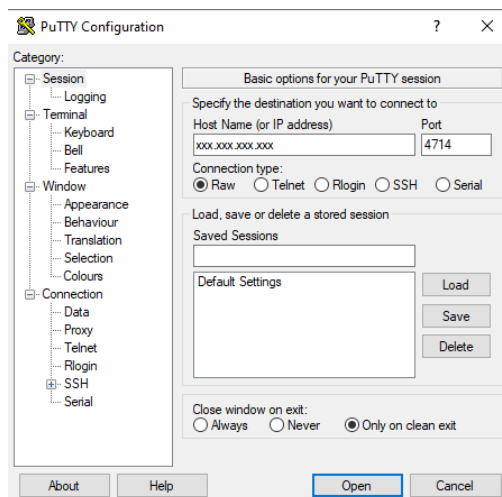 PuTTY Configuration
?
Category:
Session
Logging
Terminal
Keyboard
Bell
Features
Window
Appearance
Behaviour
Translation
Selection
Colours
Connection
Data
Proxy
Telnet
Rlogin
SSH
Serial
Basic options for your PuTTY session
Specify the destination you want to connect to
Host Name (or IP address) Port
xxx.xxx.xxx.xxx 4714
Connection type:
Raw Telnet Rlogin SSH Serial
Load, save or delete a stored session
Saved Sessions
Default Settings
Load
Save
Delete
Close window on exit:
Always Never Only on clean exit
About Help Open Cancel